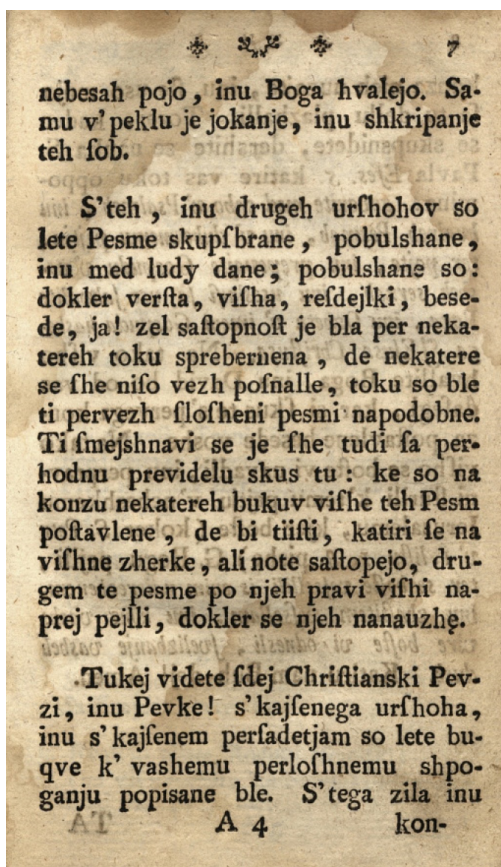 7
nebesah pojo, inu Boga hvalejo. Sa-
mu v'peklu je jokanje, inu shkripanje
teh ſob.
S'teh, inu drugeh urſhohov so
lete Pesme skupſbrane, pobulshane,
inu med ludy dane; pobulshane so:
dokler verſta, viſha, reſdejlki, bese-
de, ja! zel saſtopnoſt je bla per neka-
tereh toku sprebernena, de nekatere
se ſhe niſo vezh poſnalle, toku so ble
ti pervezh ſloſheni pesmi napodobne.
Ti ſmejshnavi se je ſhe tudi ſa per-
hodnu previdelu skus tu: ke so na
konzu nekatereh bukuv viſhe teh Pesm
poſtavlene, de bi tiiſti, katiri ſe na
viſhne zherke, ali note saſtopejo, dru-
gem te pesme po njeh pravi viſhi na-
prej pejlli, dokler se njeh nanauzhę.
Tukej videte ſdej Chriſtianski Pev-
zi, inu Pevke! s'kajſenega urſhoha,
inu s'kajſenem perſadetjam so lete bu-
qve k' vashemu perloſhnemu shpo-
ganju popisane ble. S'tega zila inu
A 4 kon-